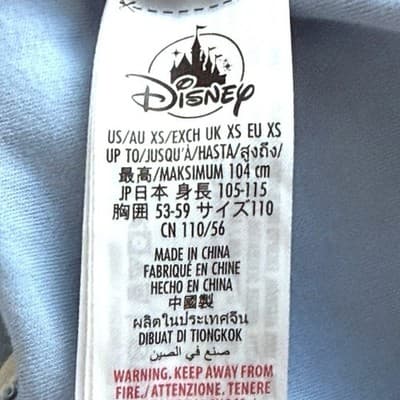 Disney
US/AU XS/EXCH UK XS EU XS
UP TO/JUSQU'À/HASTA/สูงถึง/
最高/MAKSIMUM 104 cm
JP日本 身長 105-115
胸囲 53-59 サイズ110
CN 110/56
MADE IN CHINA
FABRIQUÉ EN CHINE
HECHO EN CHINA
中國製
ผลิตในประเทศจีน
DIBUAT DI TIONGKOK
صنع في الصين
WARNING. KEEP AWAY FROM
FIRE./ ATTENZIONE. TENERE